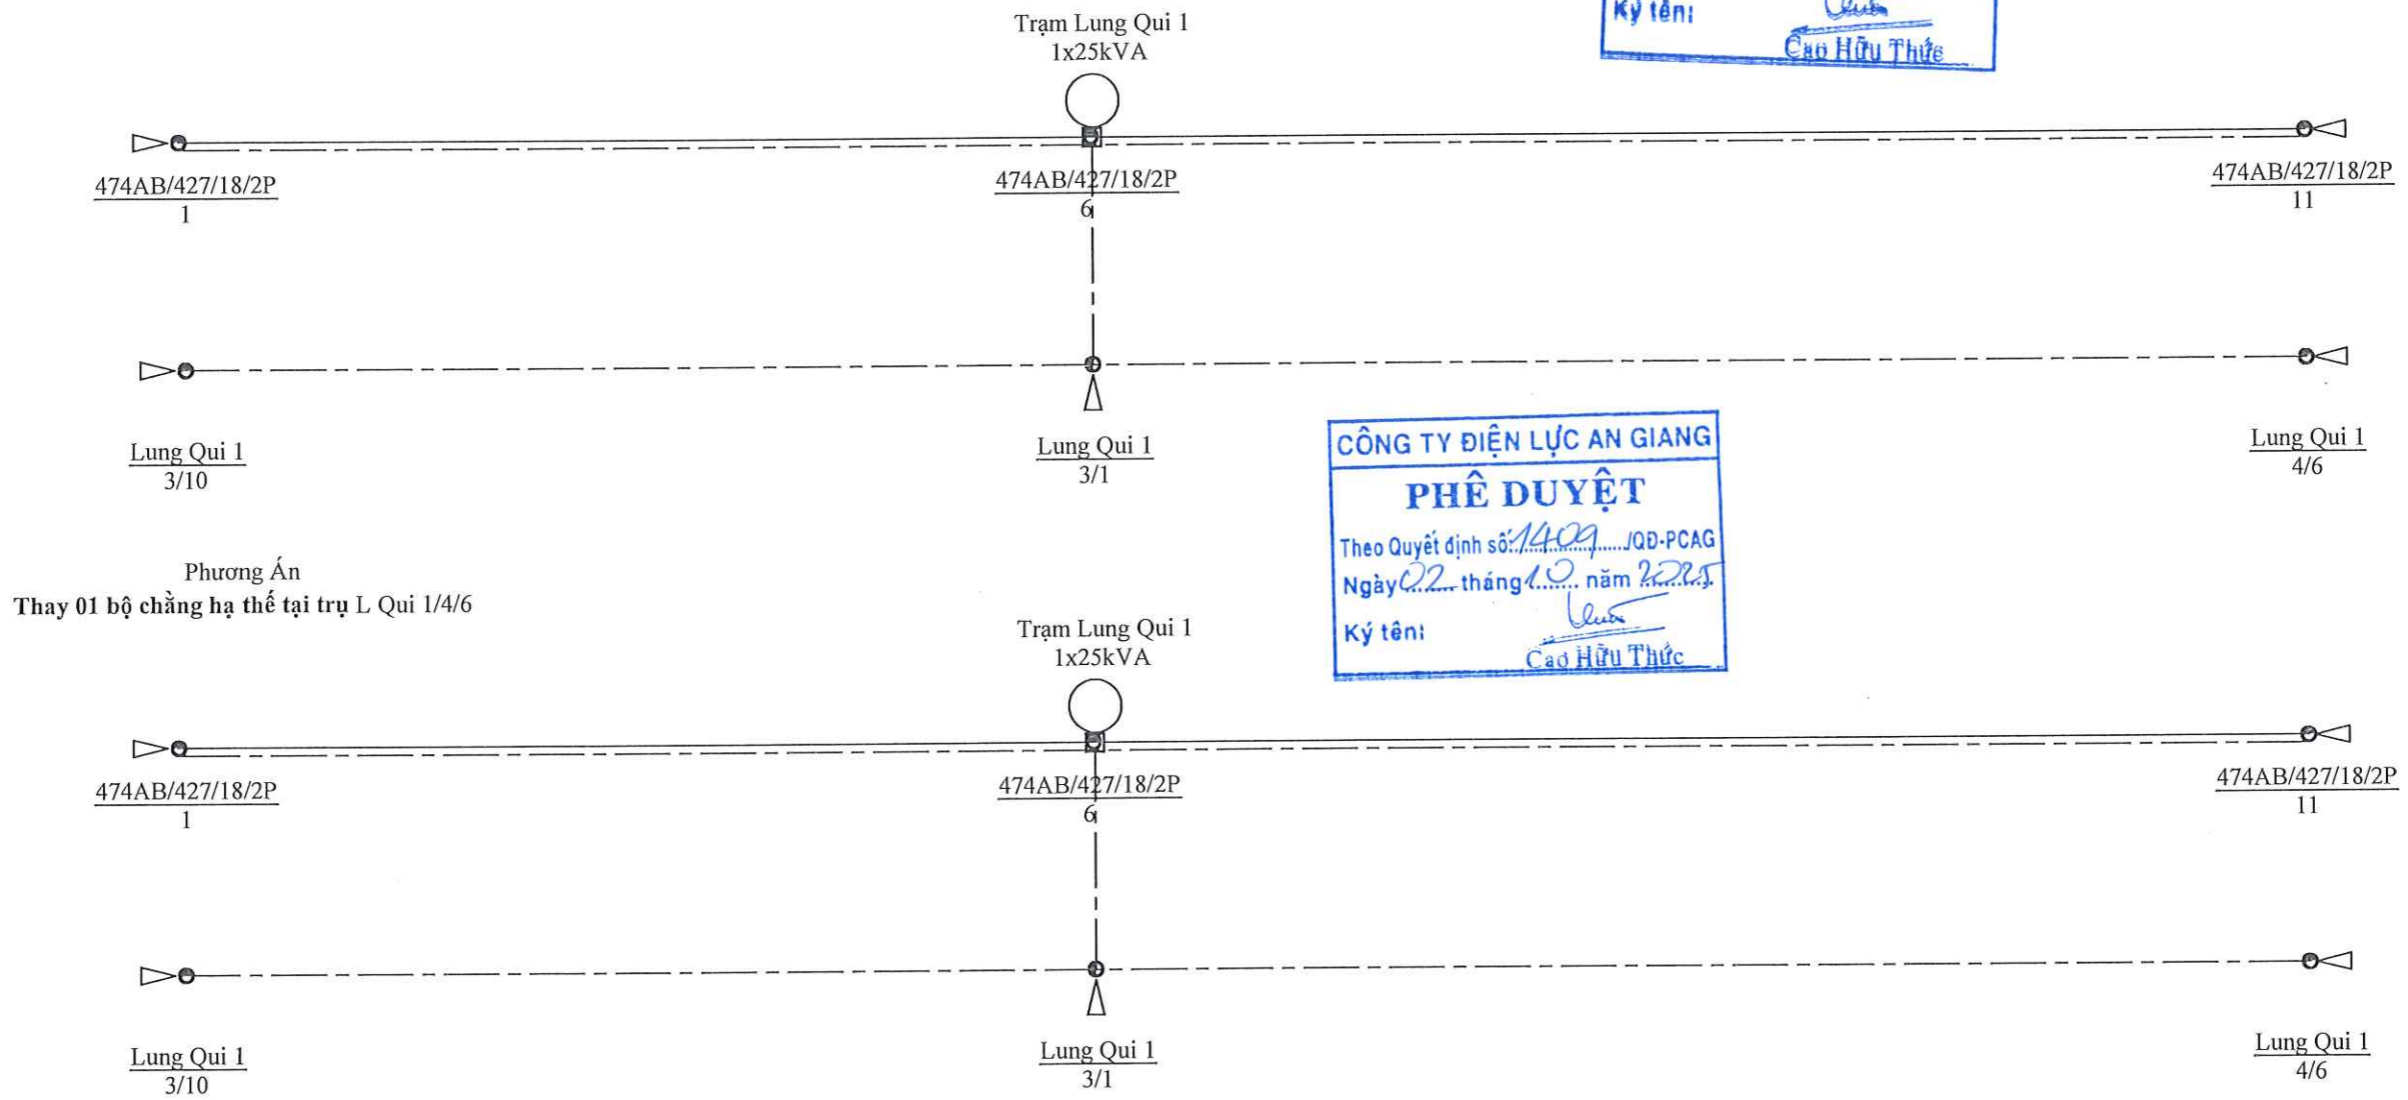 Ký tên:
Cao Hữu Thức
Trạm Lung Qui 1
1x25kVA
474AB/427/18/2P
1
474AB/427/18/2P
6
474AB/427/18/2P
11
Lung Qui 1
3/10
Lung Qui 1
3/1
Lung Qui 1
4/6
CÔNG TY ĐIỆN LỰC AN GIANG
PHÊ DUYỆT
Theo Quyết định số: 1409 /QĐ-PCAG
Ngày 02 tháng 10 năm 2025
Ký tên:
Cao Hữu Thức
Phương Án
Thay 01 bộ chằng hạ thế tại trụ L Qui 1/4/6
Trạm Lung Qui 1
1x25kVA
474AB/427/18/2P
1
474AB/427/18/2P
6
474AB/427/18/2P
11
Lung Qui 1
3/10
Lung Qui 1
3/1
Lung Qui 1
4/6